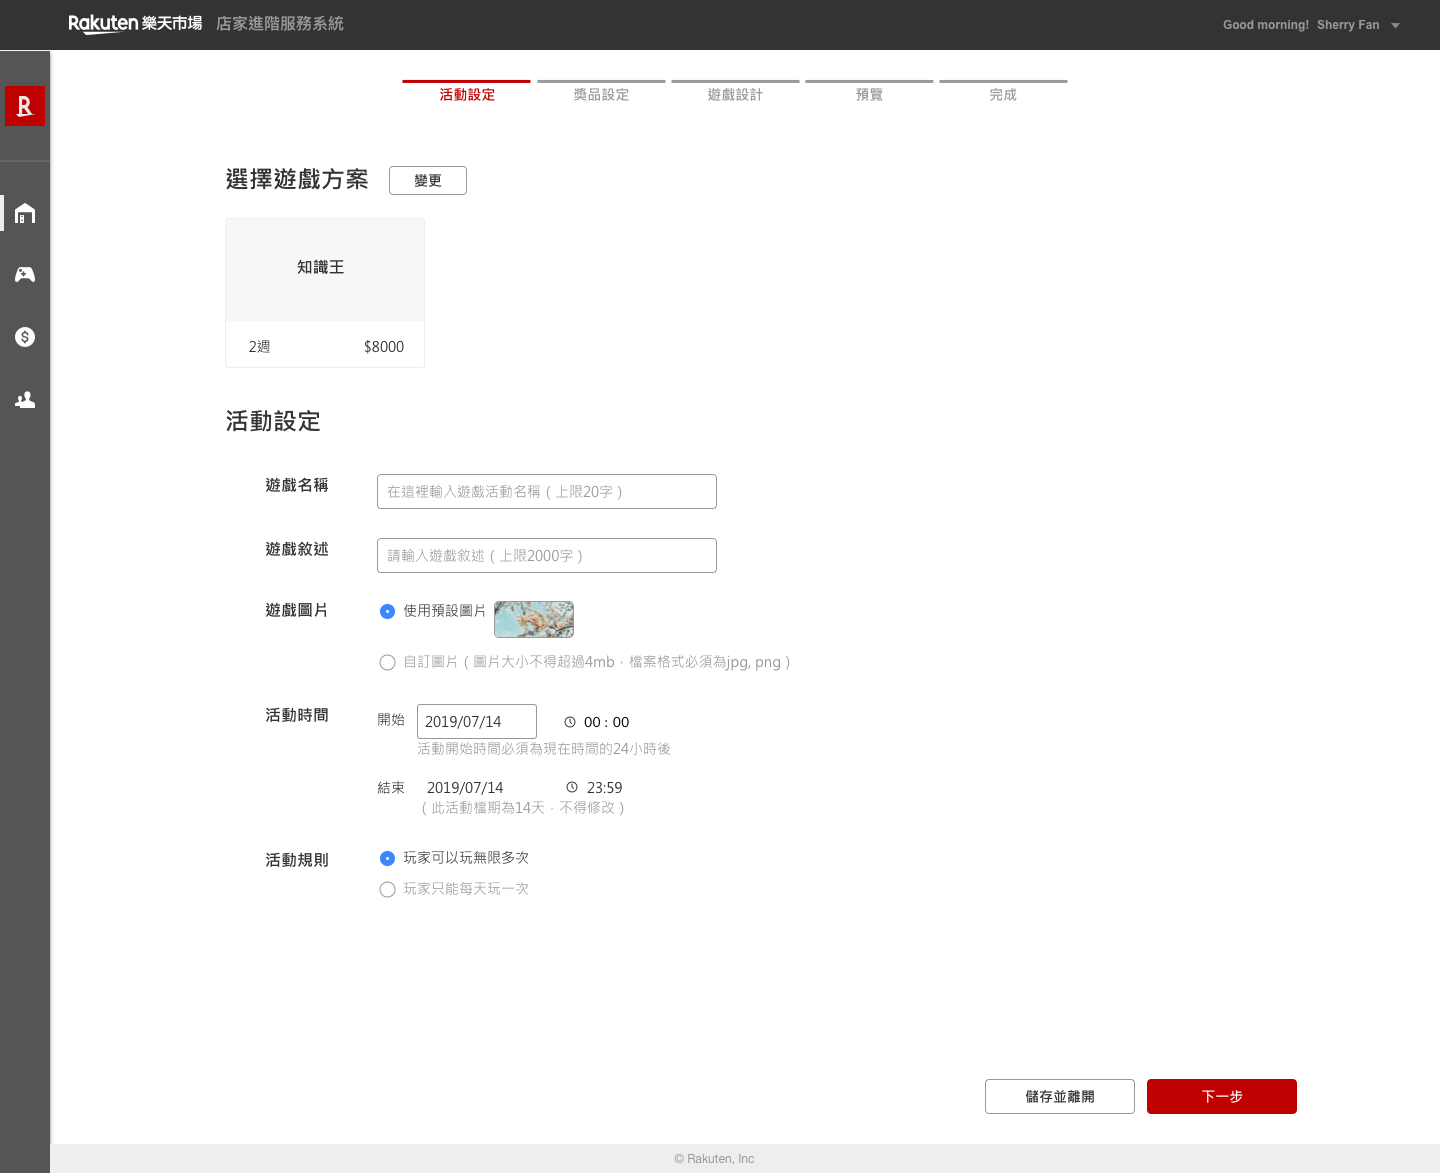 Rakuten 樂天市場 店家進階服務系統
Good morning! Sherry Fan
R
活動設定 獎品設定 遊戲設計 預覽 完成
選擇遊戲方案 變更
知識王
2週 $8000
活動設定
遊戲名稱 在這裡輸入遊戲活動名稱 ( 上限20字 )
遊戲敘述 請輸入遊戲敘述 ( 上限2000字 )
遊戲圖片 使用預設圖片
自訂圖片 ( 圖片大小不得超過4mb，檔案格式必須為jpg, png )
活動時間 開始 2019/07/14 00 : 00
活動開始時間必須為現在時間的24小時後
結束 2019/07/14 23:59
( 此活動檔期為14天，不得修改 )
活動規則 玩家可以玩無限多次
玩家只能每天玩一次
儲存並離開 下一步
© Rakuten, Inc